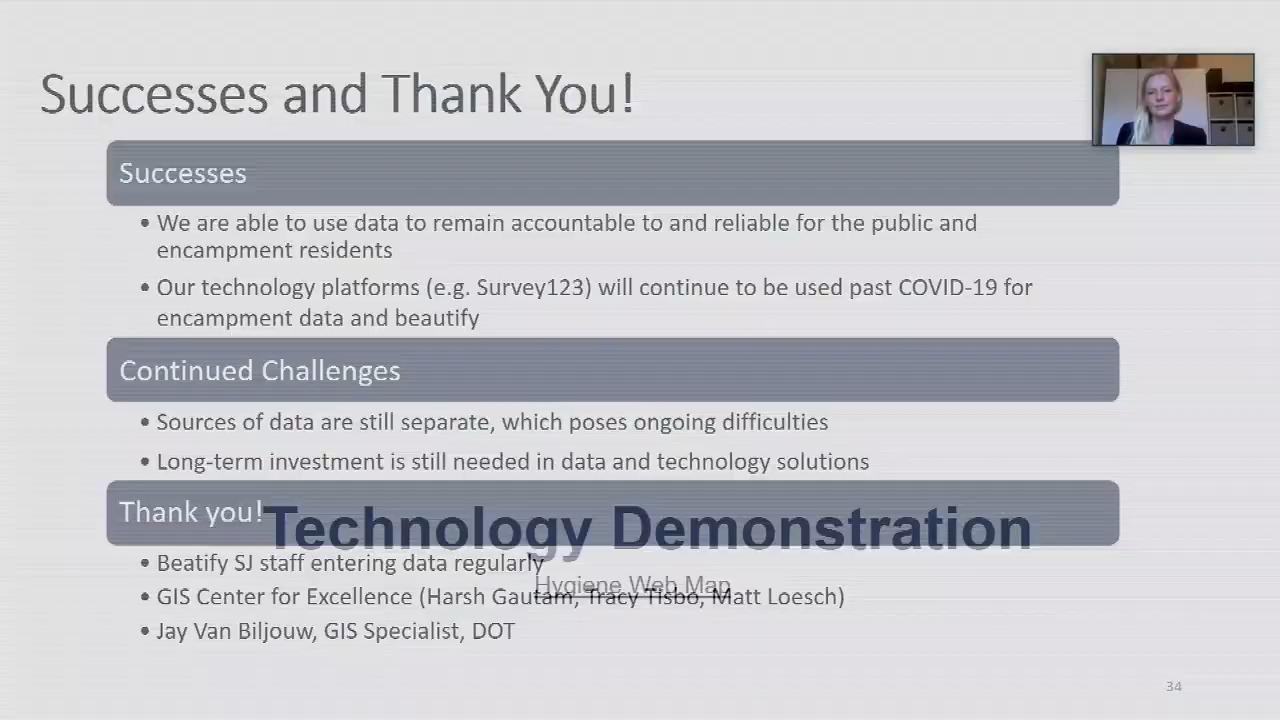 Successes and Thank You!
Successes
• We are able to use data to remain accountable to and reliable for the public and
encampment residents
• Our technology platforms (e.g. Survey123) will continue to be used past COVID-19 for
encampment data and beautify
Continued Challenges
• Sources of data are still separate, which poses ongoing difficulties
• Long-term investment is still needed in data and technology solutions
Thank you!
Technology Demonstration
• Beatify SJ staff entering data regularly
Hygiene Web Map
• GIS Center for Excellence (Harsh Gautam, Tracy Tisbo, Matt Loesch)
• Jay Van Biljouw, GIS Specialist, DOT
34